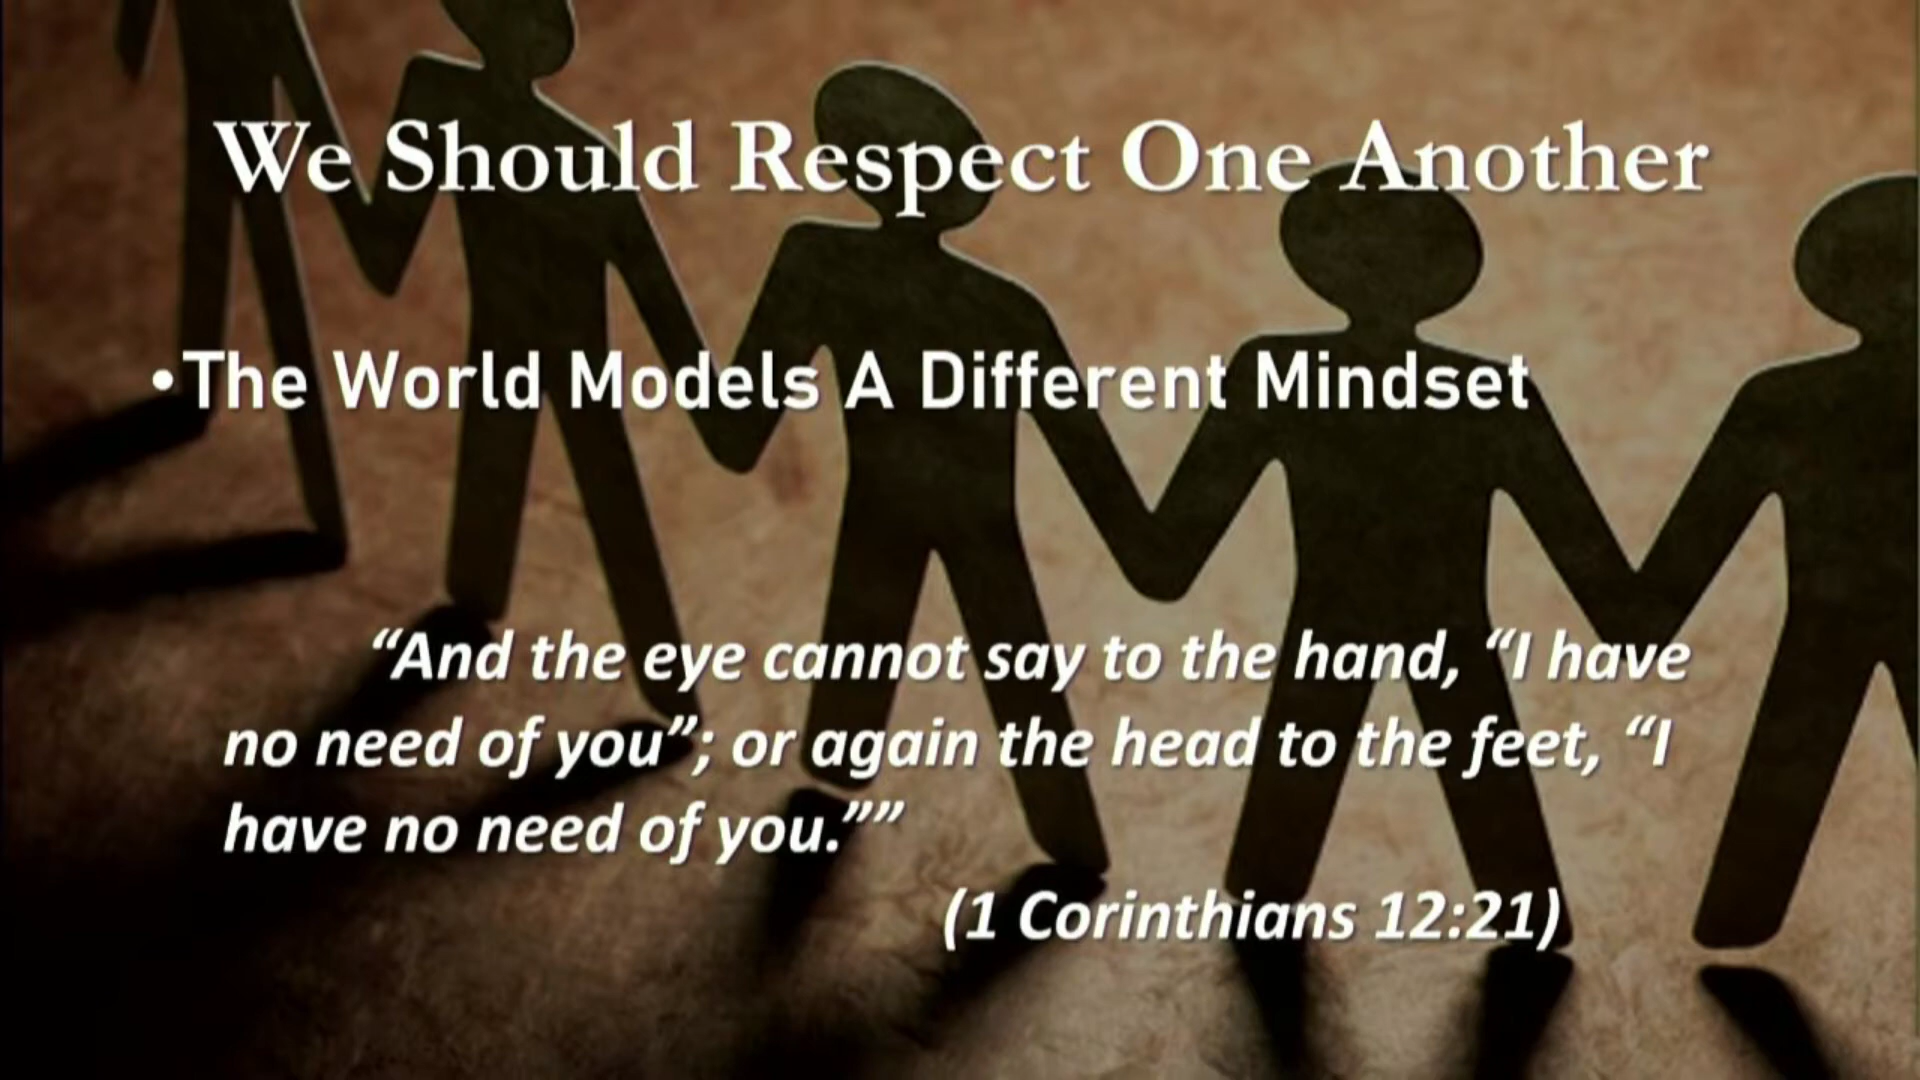 We Should Respect One Another
•The World Models A Different Mindset
“And the eye cannot say to the hand, “I have
no need of you”; or again the head to the feet, “I
have no need of you.””
(1 Corinthians 12:21)